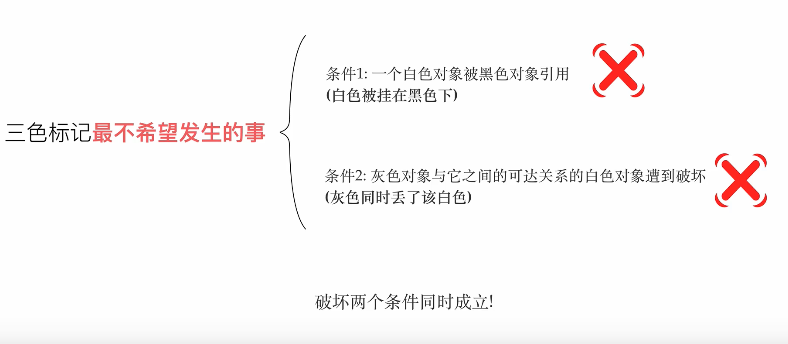 条件1: 一个白色对象被黑色对象引用
(白色被挂在黑色下)
三色标记最不希望发生的事
条件2: 灰色对象与它之间的可达关系的白色对象遭到破坏
(灰色同时丢了该白色)
破坏两个条件同时成立!